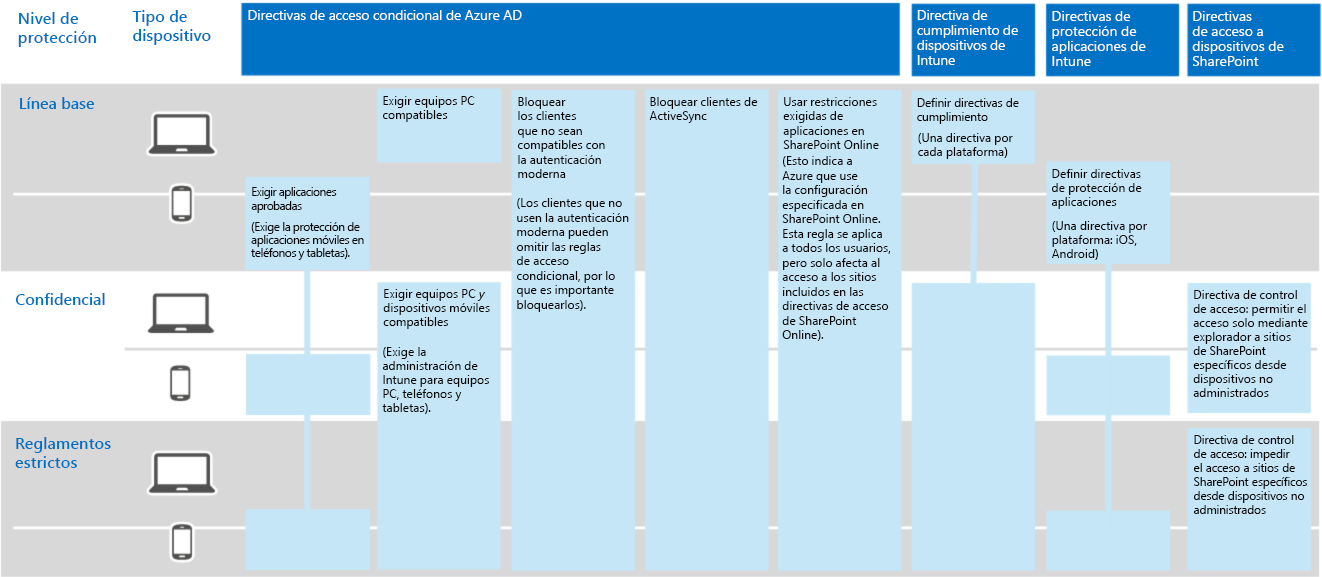 Nivel de
protección
Tipo de
dispositivo
Directivas de acceso condicional de Azure AD
Directiva de
cumplimiento de
dispositivos de
Intune
Directivas de
protección de
aplicaciones de
Intune
Directivas
de acceso a
dispositivos de
SharePoint
Línea base
Exigir equipos PC
compatibles
Bloquear
los clientes
que no sean
compatibles con
la autenticación
moderna
(Los clientes que no
usen la autenticación
moderna pueden
omitir las reglas
de acceso
condicional, por lo
que es importante
bloquearlos).
Bloquear clientes de
ActiveSync
Usar restricciones
exigidas de
aplicaciones en
SharePoint Online
(Esto indica a
Azure que use
la configuración
especificada en
SharePoint Online.
Esta regla se aplica
a todos los usuarios,
pero solo afecta al
acceso a los sitios
incluidos en las
directivas de acceso
de SharePoint
Online).
Definir directivas de
cumplimiento
(Una directiva por
cada plataforma)
Exigir aplicaciones
aprobadas
(Exige la protección de
aplicaciones móviles en
teléfonos y tabletas).
Definir directivas
de protección de
aplicaciones
(Una directiva por
plataforma: iOS,
Android)
Confidencial
Exigir equipos PC y
dispositivos móviles
compatibles
(Exige la
administración de
Intune para equipos
PC, teléfonos y
tabletas).
Directiva de control
de acceso: permitir el
acceso solo mediante
explorador a sitios
de SharePoint
específicos desde
dispositivos no
administrados
Reglamentos
estrictos
Directiva de control
de acceso: impedir
el acceso a sitios de
SharePoint específicos
desde dispositivos no
administrados